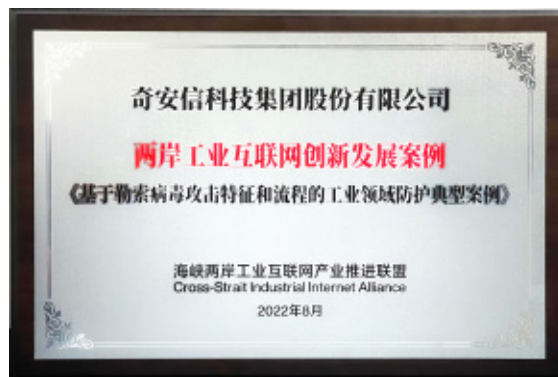 奇安信科技集团股份有限公司
两岸工业互联网创新发展案例
《基于勒索病毒攻击特征和流程的工业领域防护典型案例》
海峡两岸工业互联网产业推进联盟
Cross-Strait Industrial Internet Alliance
2022年8月